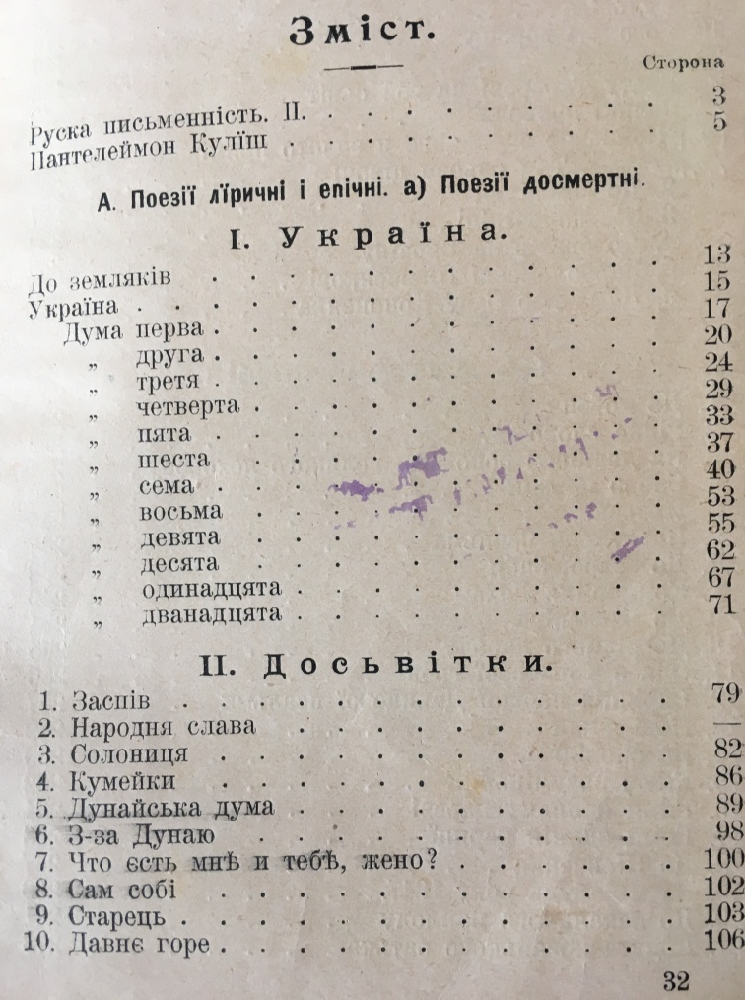 Зміст.
Сторона
Руска письменність. II. . . . . . . . . 3
Пантелеймон Кулїш . . . . . . . . . 5
А. Поезії лїричні і епічні. а) Поезії досмертні.
I. Україна.
До земляків . . . . . . . . . . 13
Україна . . . . . . . . . . . 15
Дума перва . . . . . . . . . . 17
„ друга . . . . . . . . . . 20
„ третя . . . . . . . . . . 24
„ четверта . . . . . . . . . 29
„ пята . . . . . . . . . . 33
„ шеста . . . . . . . . . 37
„ сема . . . . . . . . . . 40
„ восьма . . . . . . . . . 53
„ девята . . . . . . . . . 55
„ десята . . . . . . . . . 62
„ одинадцята . . . . . . . . 67
„ дванадцята . . . . . . . . 71
II. Досьвітки.
1. Заспів . . . . . . . . . . . 79
2. Народня слава . . . . . . . . . —
3. Солониця . . . . . . . . . . 82
4. Кумейки . . . . . . . . . . 86
5. Дунайська дума . . . . . . . . 89
6. З-за Дунаю . . . . . . . . . 98
7. Что єсть мнѣ и тебѣ, жено? . . . . . . 100
8. Сам собі . . . . . . . . . . 102
9. Старець . . . . . . . . . . . 103
10. Давнє горе . . . . . . . . . . 106
32